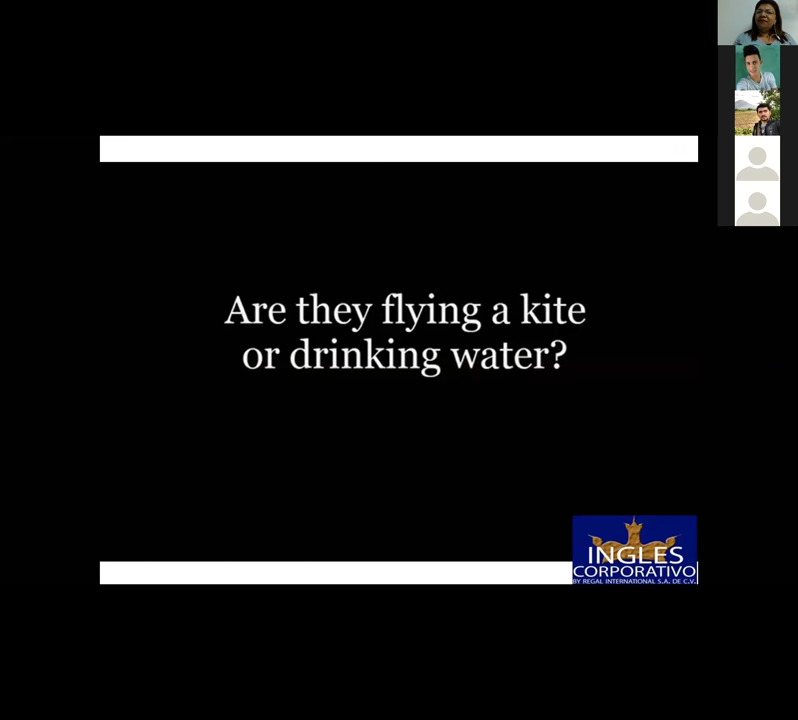 Are they flying a kite
or drinking water?
INGLES
CORPORATIVO
BY REGAL INTERNATIONAL S.A. DE C.V.